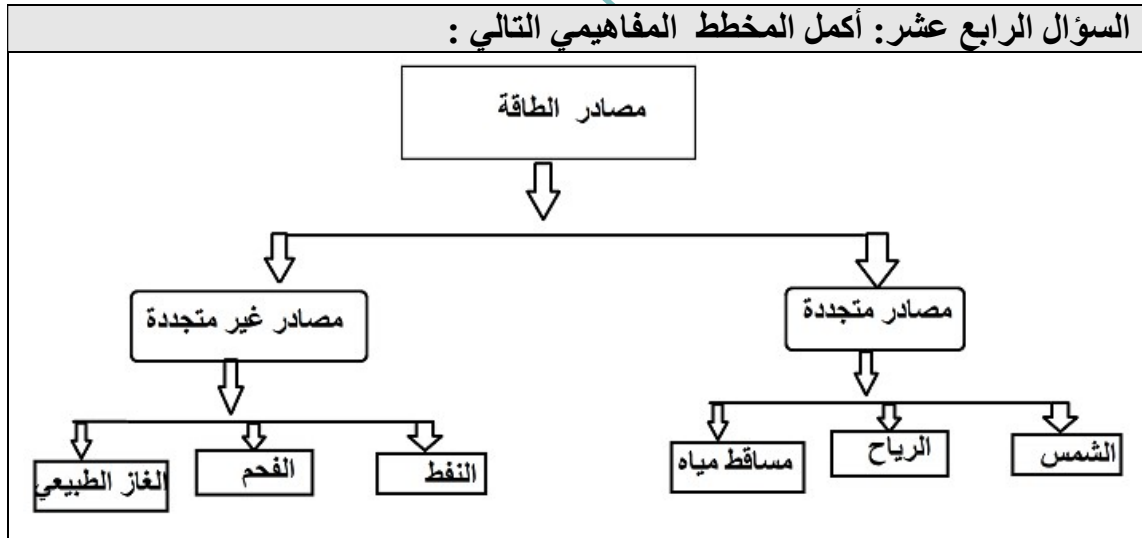 السؤال الرابع عشر: أكمل المخطط المفاهيمي التالي :
مصادر الطاقة
مصادر متجددة
مصادر غير متجددة
الشمس
الرياح
مساقط مياه
النفط
الفحم
الغاز الطبيعي